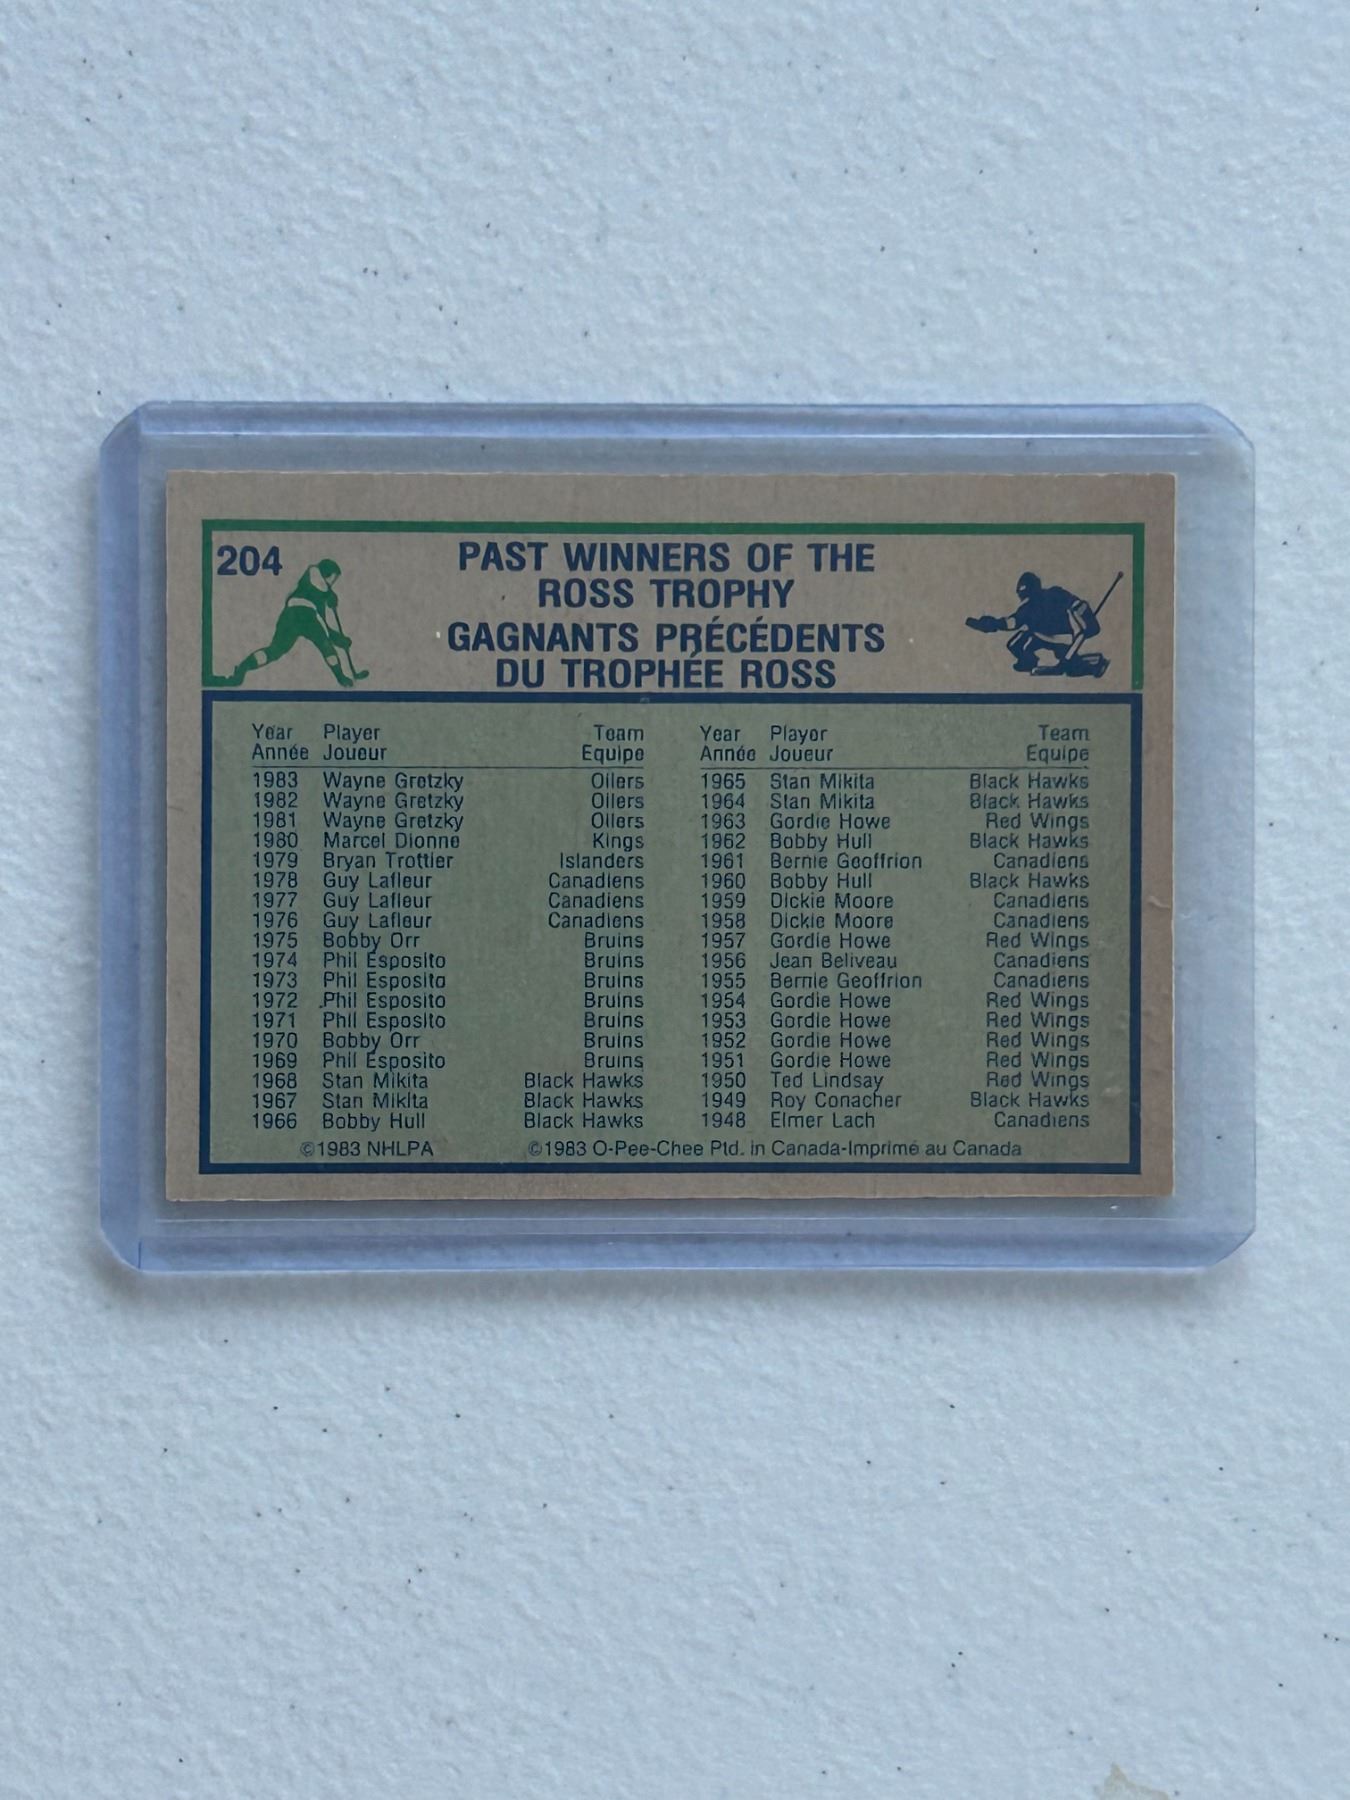 204
PAST WINNERS OF THE
ROSS TROPHY
GAGNANTS PRÉCÉDENTS
DU TROPHÉE ROSS
Year Player Team
Année Joueur Equipe
1983 Wayne Gretzky Oilers
1982 Wayne Gretzky Oilers
1981 Wayne Gretzky Oilers
1980 Marcel Dionne Kings
1979 Bryan Trottier Islanders
1978 Guy Lafleur Canadiens
1977 Guy Lafleur Canadiens
1976 Guy Lafleur Canadiens
1975 Bobby Orr Bruins
1974 Phil Esposito Bruins
1973 Phil Esposito Bruins
1972 Phil Esposito Bruins
1971 Phil Esposito Bruins
1970 Bobby Orr Bruins
1969 Phil Esposito Bruins
1968 Stan Mikita Black Hawks
1967 Stan Mikita Black Hawks
1966 Bobby Hull Black Hawks
Year Player Team
Année Joueur Equipe
1965 Stan Mikita Black Hawks
1964 Stan Mikita Black Hawks
1963 Gordie Howe Red Wings
1962 Bobby Hull Black Hawks
1961 Bernie Geoffrion Canadiens
1960 Bobby Hull Black Hawks
1959 Dickie Moore Canadiens
1958 Dickie Moore Canadiens
1957 Gordie Howe Red Wings
1956 Jean Beliveau Canadiens
1955 Bernie Geoffrion Canadiens
1954 Gordie Howe Red Wings
1953 Gordie Howe Red Wings
1952 Gordie Howe Red Wings
1951 Gordie Howe Red Wings
1950 Ted Lindsay Red Wings
1949 Roy Conacher Black Hawks
1948 Elmer Lach Canadiens
©1983 NHLPA ©1983 O-Pee-Chee Ptd. in Canada-Imprimé au Canada